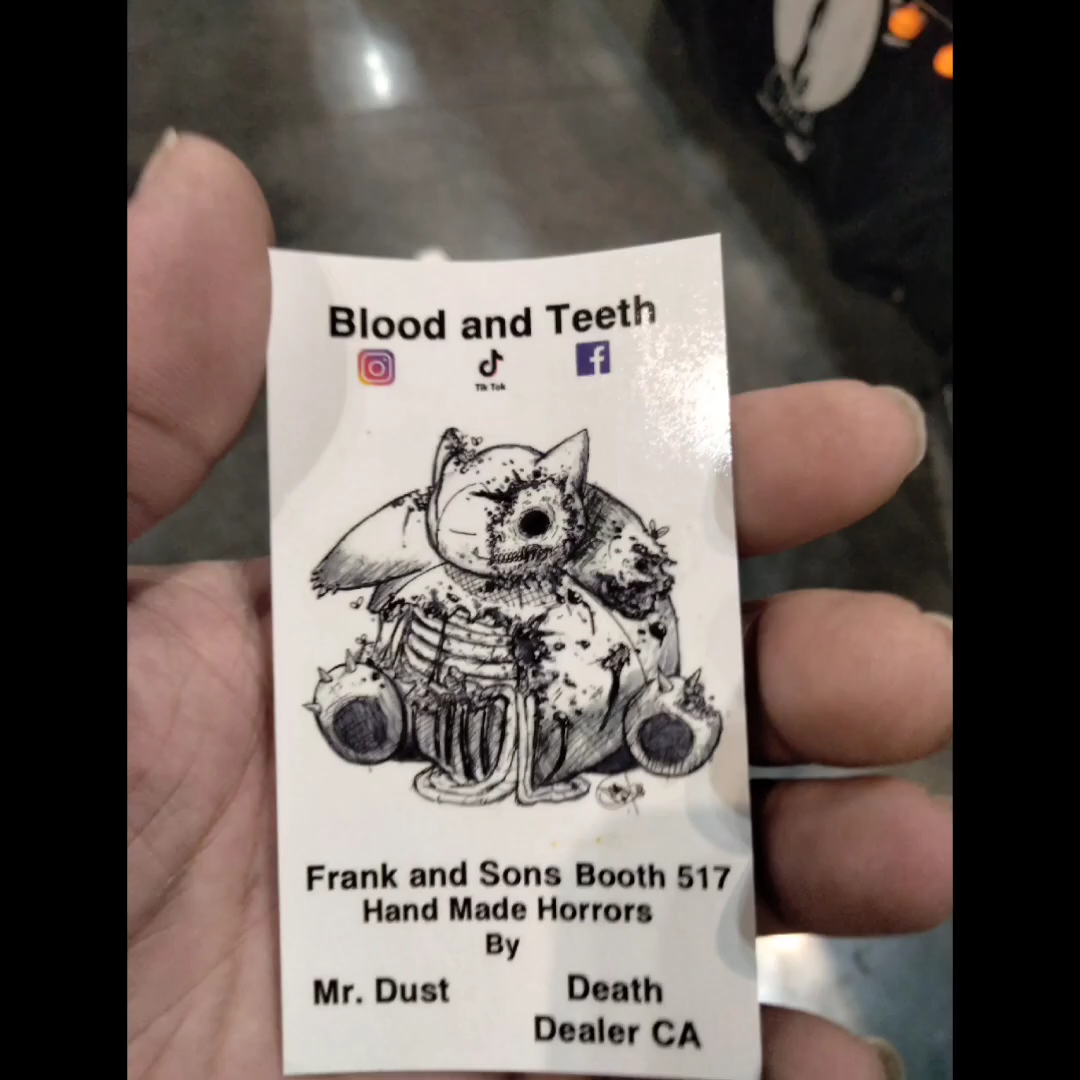 Blood and Teeth
Tik Tok
Frank and Sons Booth 517
Hand Made Horrors
By
Mr. Dust
Death
Dealer CA